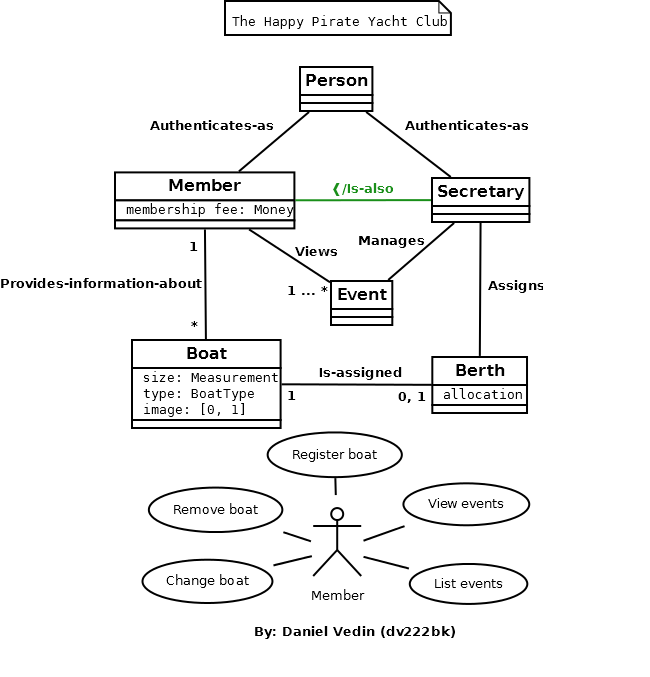 The Happy Pirate Yacht Club
Person
Authenticates-as
Authenticates-as
Member
membership fee: Money
❮/Is-also
Secretary
1
Views
Manages
Provides-information-about
1 ... *
Event
Assigns
*
Boat
size: Measurement
type: BoatType
image: [0, 1]
Is-assigned
1
0, 1
Berth
allocation
Register boat
Remove boat
View events
Change boat
List events
Member
By: Daniel Vedin (dv222bk)